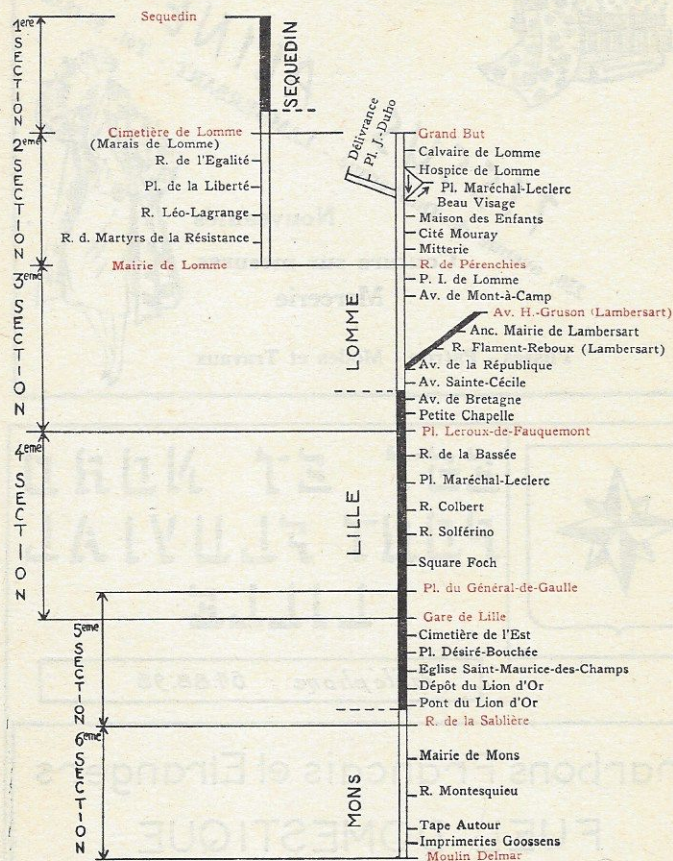 Sequedin
1ere SECTION
SEQUEDIN
Cimetière de Lomme
(Marais de Lomme)
R. de l'Egalité
Pl. de la Liberté
R. Léo-Lagrange
R. d. Martyrs de la Résistance
Mairie de Lomme
2eme SECTION
Délivrance
Pl. J.-Duho
Grand But
Calvaire de Lomme
Hospice de Lomme
Pl. Maréchal-Leclerc
Beau Visage
Maison des Enfants
Cité Mouray
Mitterie
R. de Pérenchies
P. I. de Lomme
Av. de Mont-à-Camp
3eme SECTION
LOMME
Av. H.-Gruson (Lambersart)
Anc. Mairie de Lambersart
R. Flament-Reboux (Lambersart)
Av. de la République
Av. Sainte-Cécile
Av. de Bretagne
Petite Chapelle
Pl. Leroux-de-Fauquemont
4eme SECTION
LILLE
R. de la Bassée
Pl. Maréchal-Leclerc
R. Colbert
R. Solférino
Square Foch
Pl. du Général-de-Gaulle
Gare de Lille
5eme SECTION
Cimetière de l'Est
Pl. Désiré-Bouchée
Eglise Saint-Maurice-des-Champs
Dépôt du Lion d'Or
Pont du Lion d'Or
R. de la Sablière
6eme SECTION
MONS
Mairie de Mons
R. Montesquieu
Tape Autour
Imprimeries Goossens
Moulin Delmar